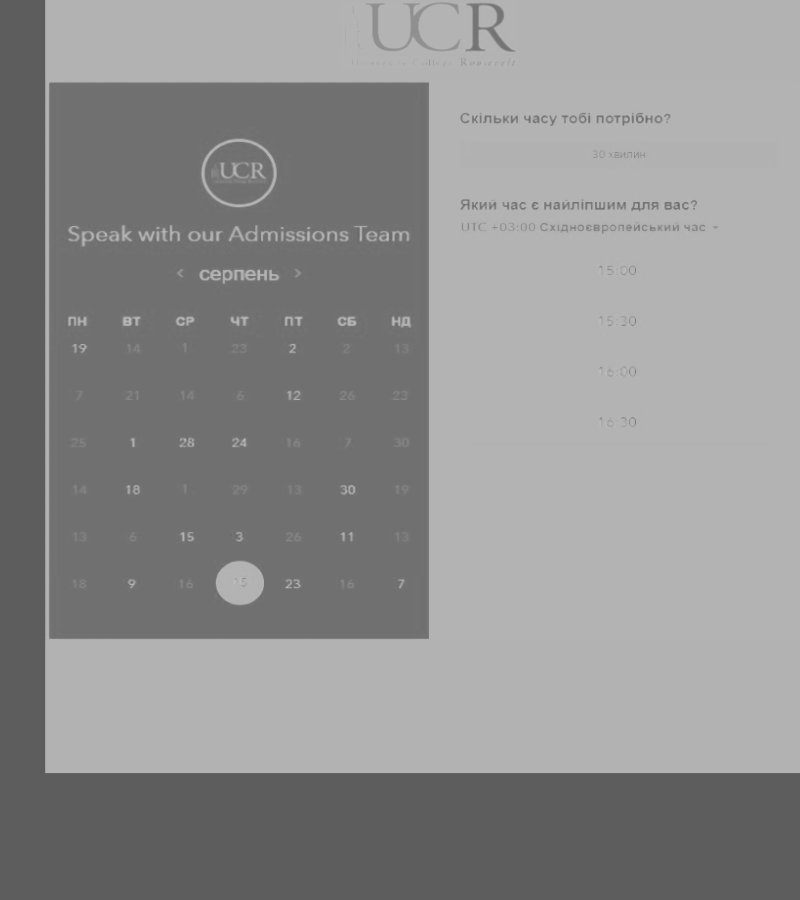 UCR
University College Roosevelt
UCR
Speak with our Admissions Team
‹ серпень ›
ПН ВТ СР ЧТ ПТ СБ НД
19 14 1 23 2 2 13
7 21 14 6 12 26 23
25 1 28 24 16 7 30
14 18 1 29 13 30 19
13 6 15 3 26 11 13
18 9 16 15 23 16 7
Скільки часу тобі потрібно?
30 хвилин
Який час є найліпшим для вас?
UTC +03:00 Східноєвропейський час
15:00
15:30
16:00
16:30